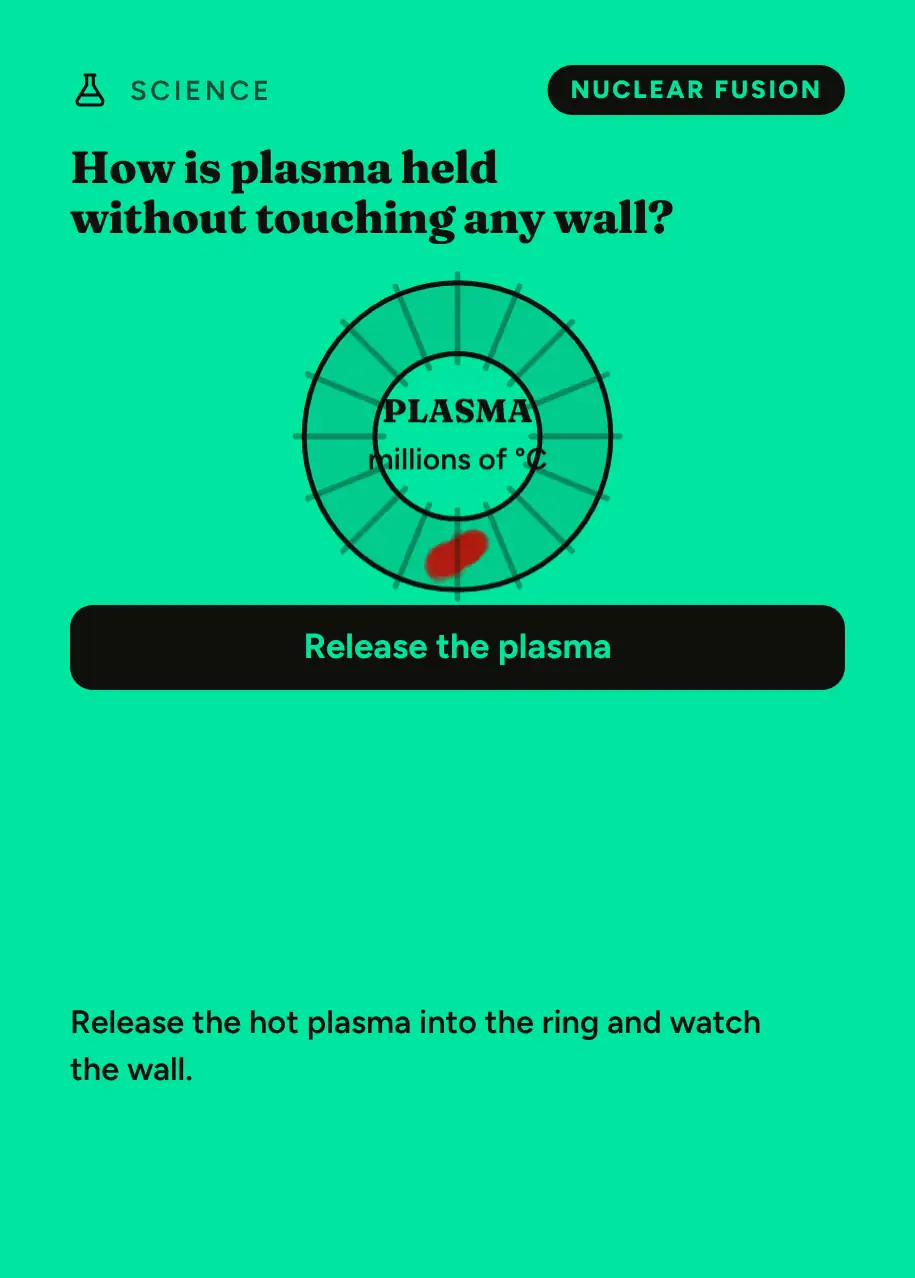 SCIENCE
NUCLEAR FUSION
How is plasma held
without touching any wall?
PLASMA
millions of °C
Release the plasma
Release the hot plasma into the ring and watch
the wall.